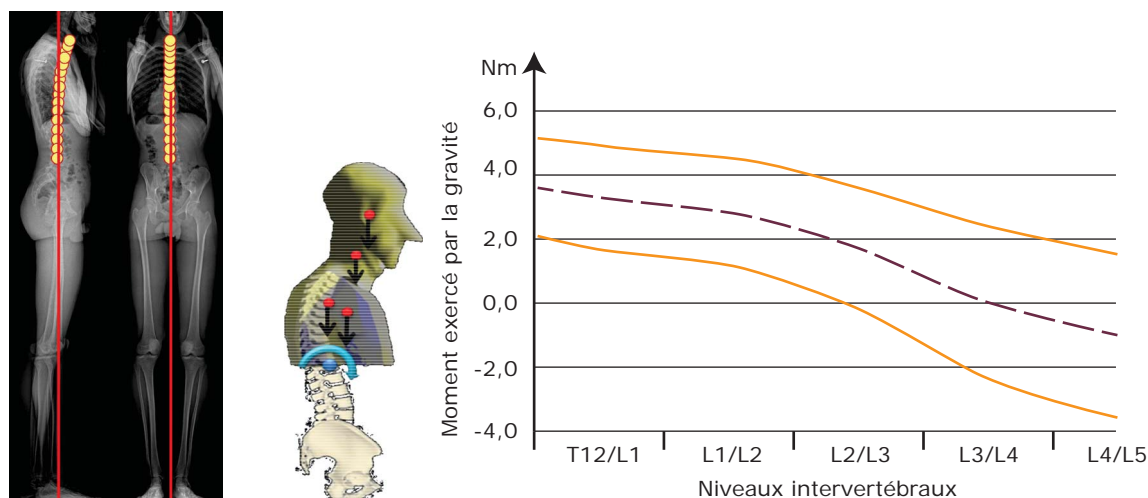 Nm
6,0
4,0
2,0
0,0
-2,0
-4,0
Moment exercé par la gravité
T12/L1 L1/L2 L2/L3 L3/L4 L4/L5
Niveaux intervertébraux